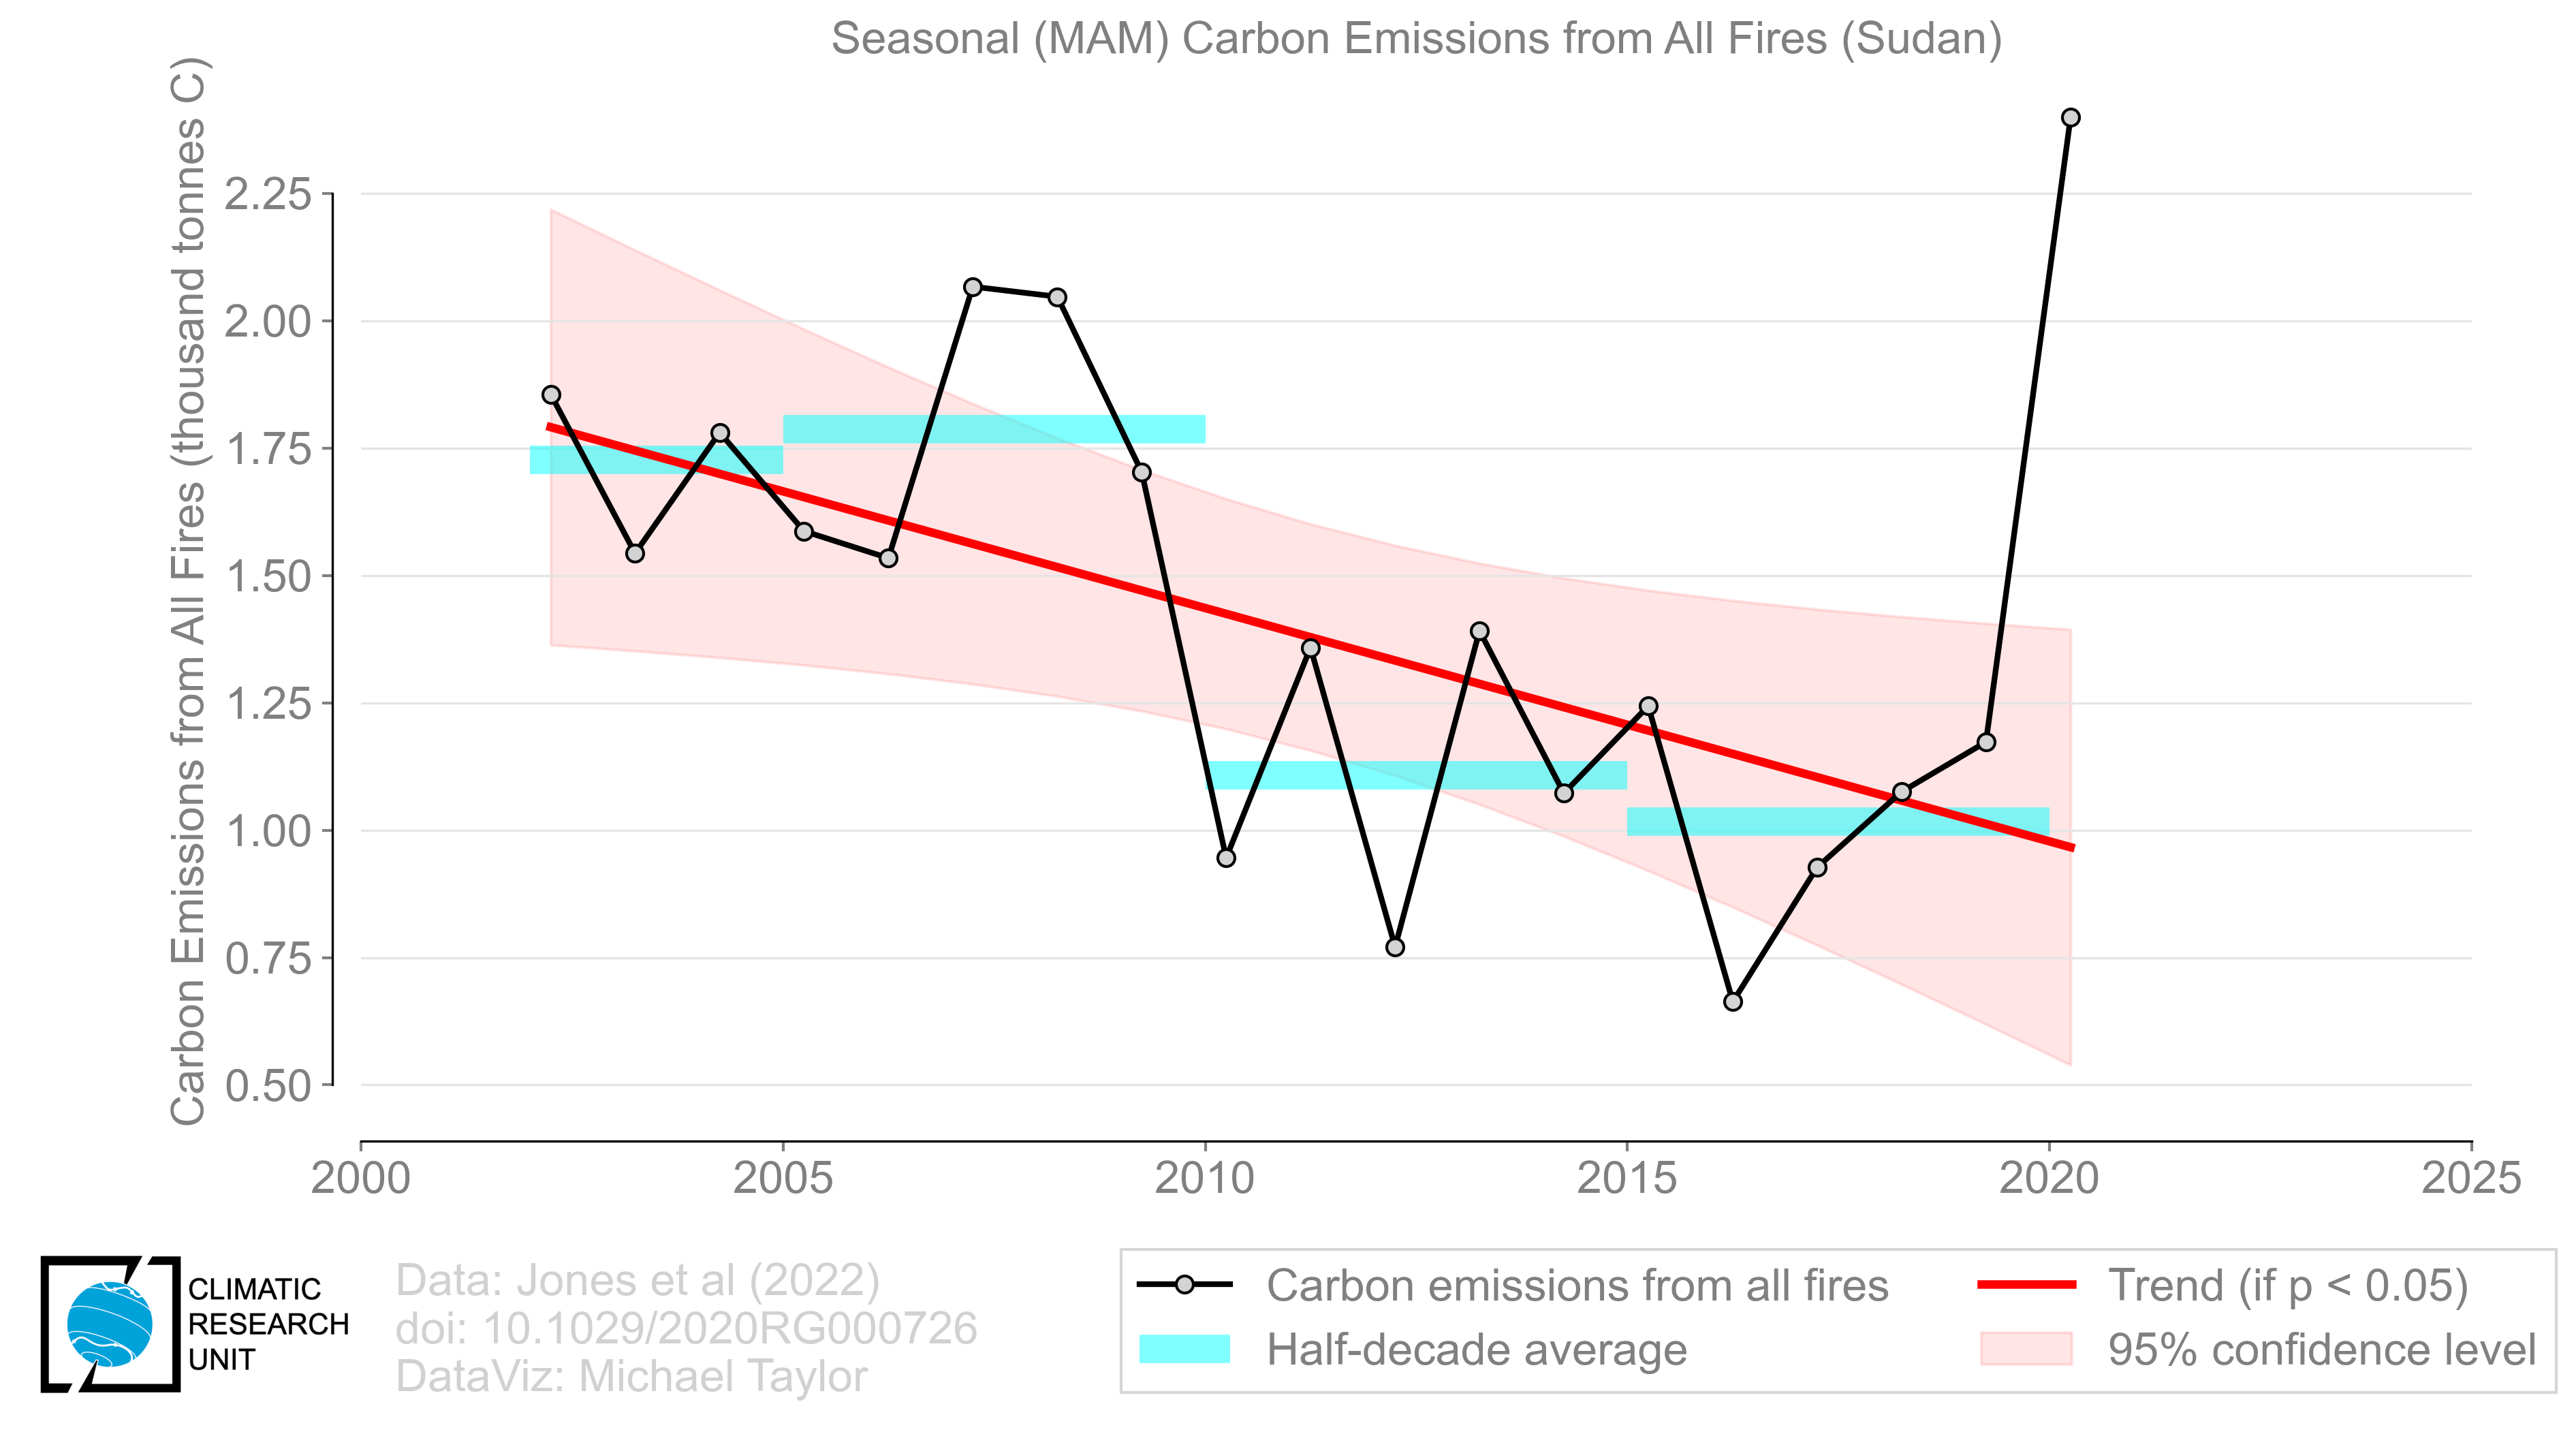 Seasonal (MAM) Carbon Emissions from All Fires (Sudan)
Carbon Emissions from All Fires (thousand tonnes C)
2.25
2.00
1.75
1.50
1.25
1.00
0.75
0.50
2000
2005
2010
2015
2020
2025
CLIMATIC
RESEARCH
UNIT
Data: Jones et al (2022)
doi: 10.1029/2020RG000726
DataViz: Michael Taylor
Carbon emissions from all fires
Half-decade average
Trend (if p < 0.05)
95% confidence level